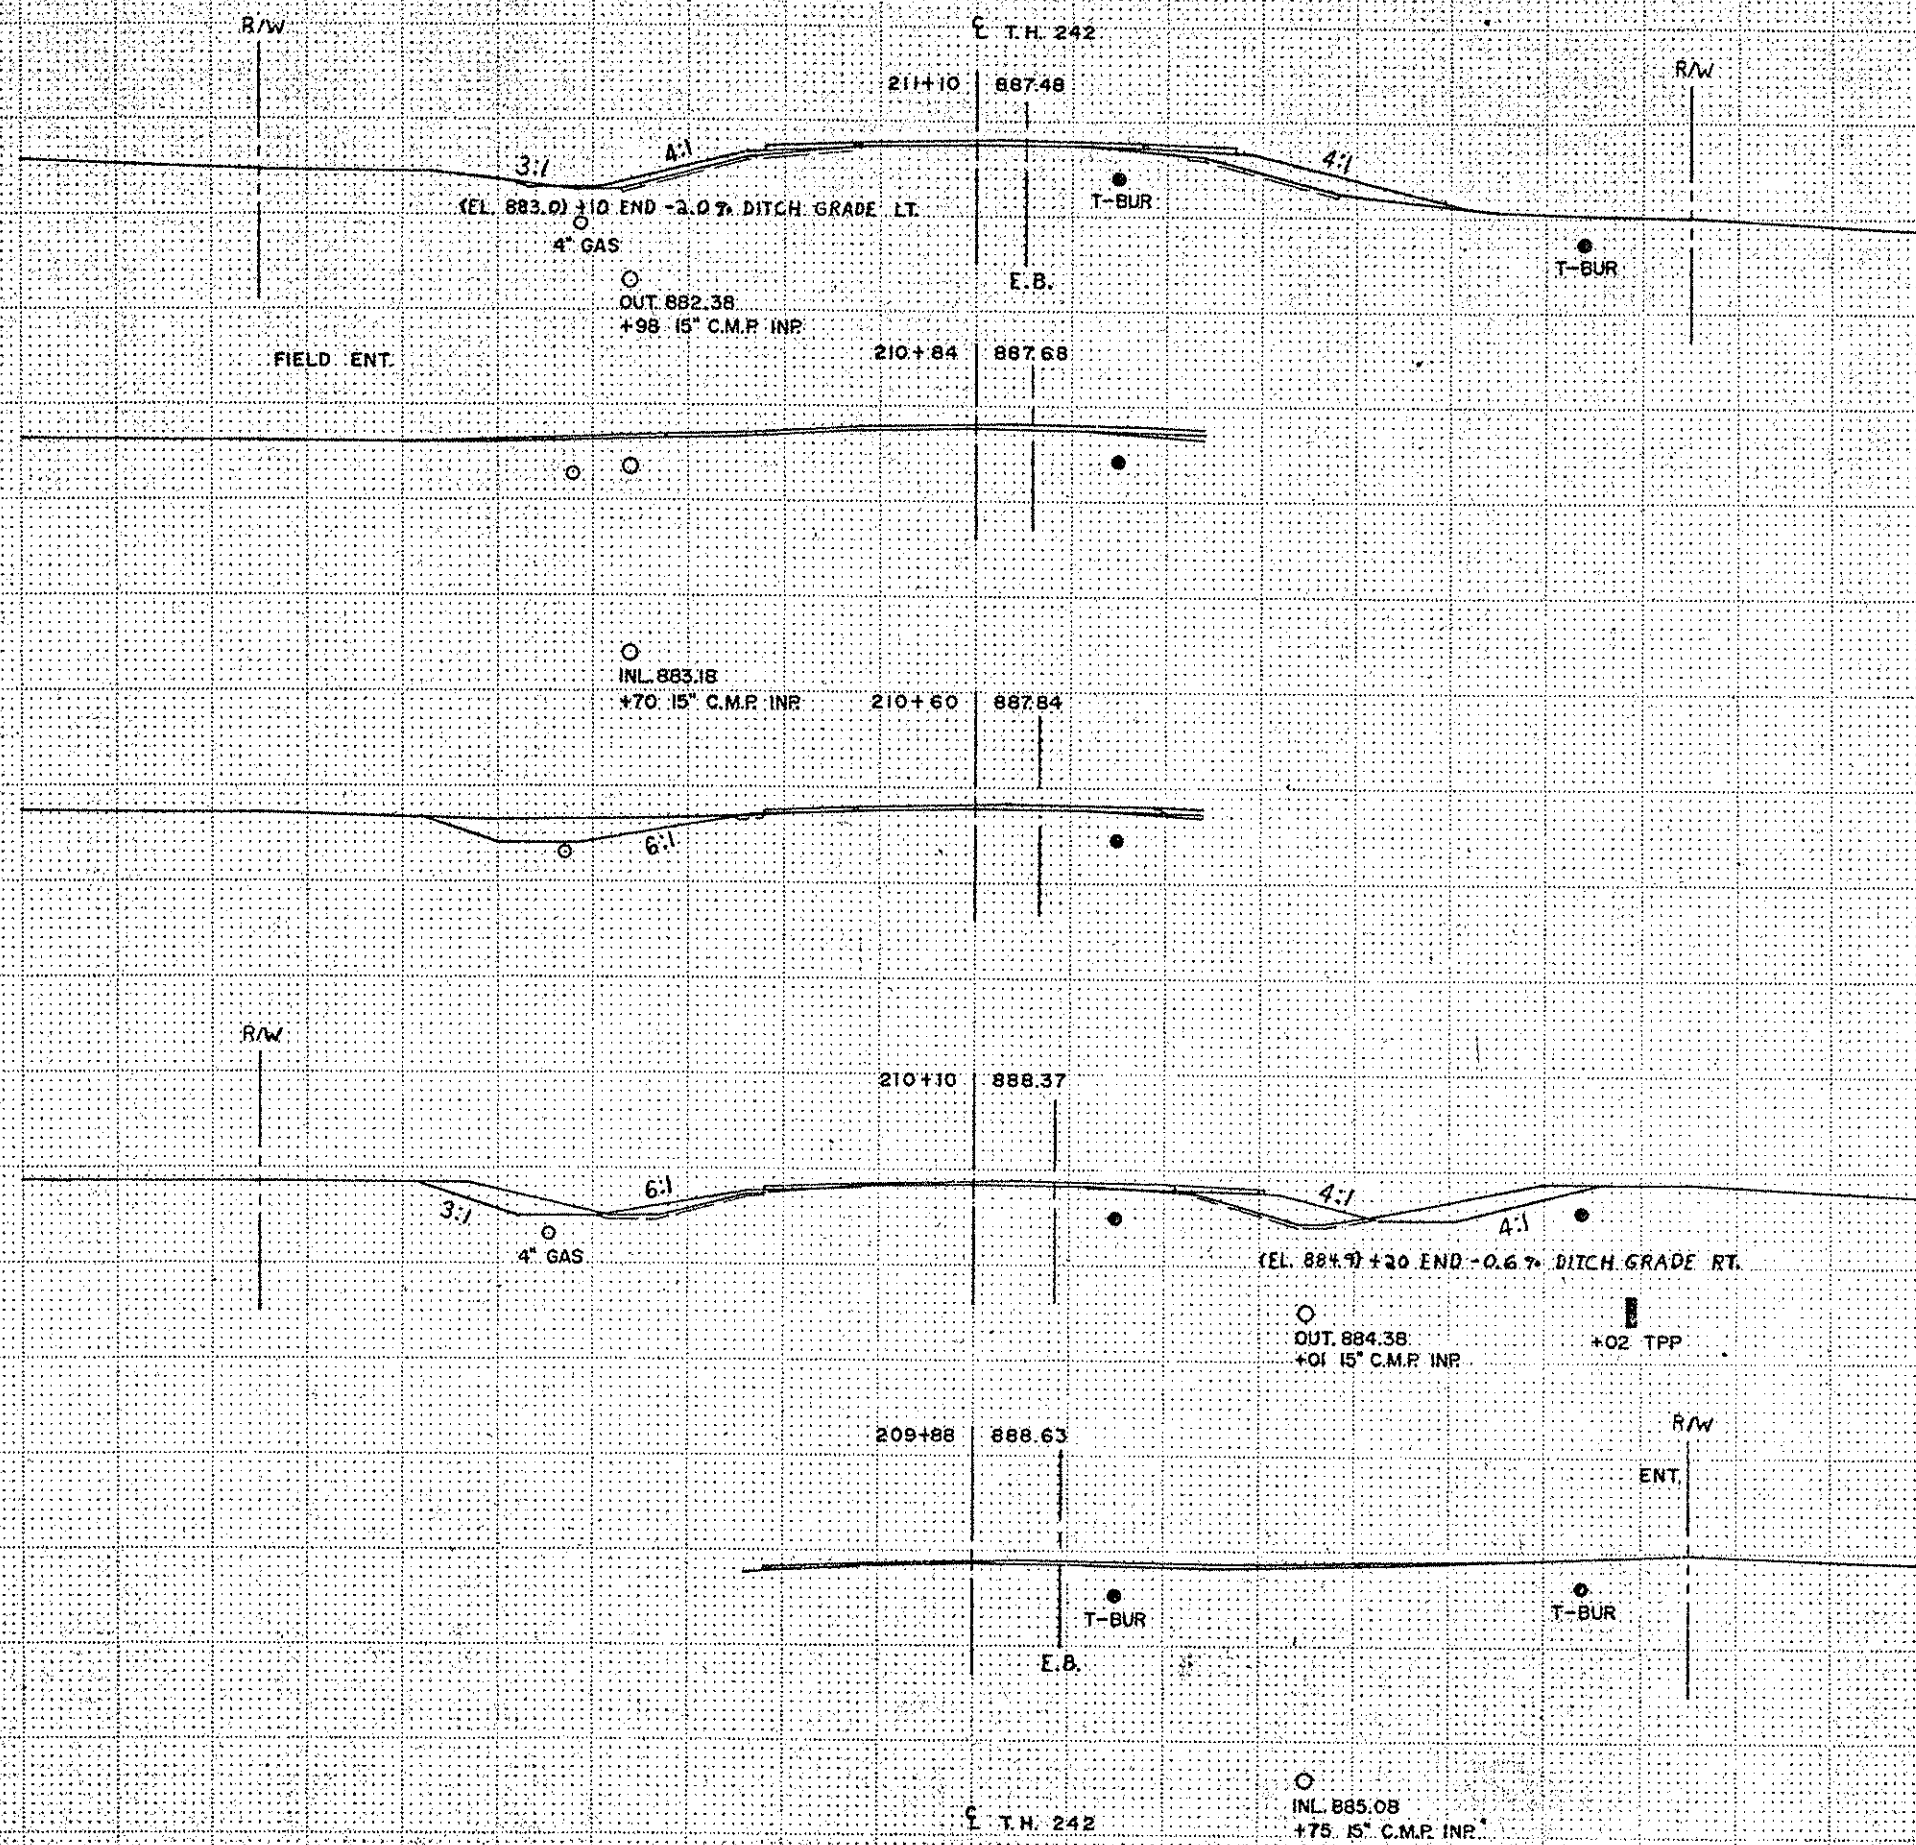 R/W
℄ T.H. 242
R/W
211+10 887.48
3:1
4:1
4:1
T-BUR
(EL. 883.0) +10 END -2.0% DITCH GRADE LT.
4" GAS
T-BUR
E.B.
OUT. 882.38
+98 15" C.M.P. INP.
FIELD ENT.
210+84 887.68
INL. 883.18
+70 15" C.M.P. INP.
210+60 887.84
6:1
R/W
210+10 888.37
6:1
4:1
3:1
4:1
4" GAS
(EL. 884.9) +20 END -0.6% DITCH GRADE RT.
OUT. 884.38
+01 15" C.M.P. INP.
+02 TPP
R/W
209+88 888.63
ENT.
T-BUR
T-BUR
E.B.
INL. 885.08
+75 15" C.M.P. INP.
℄ T.H. 242